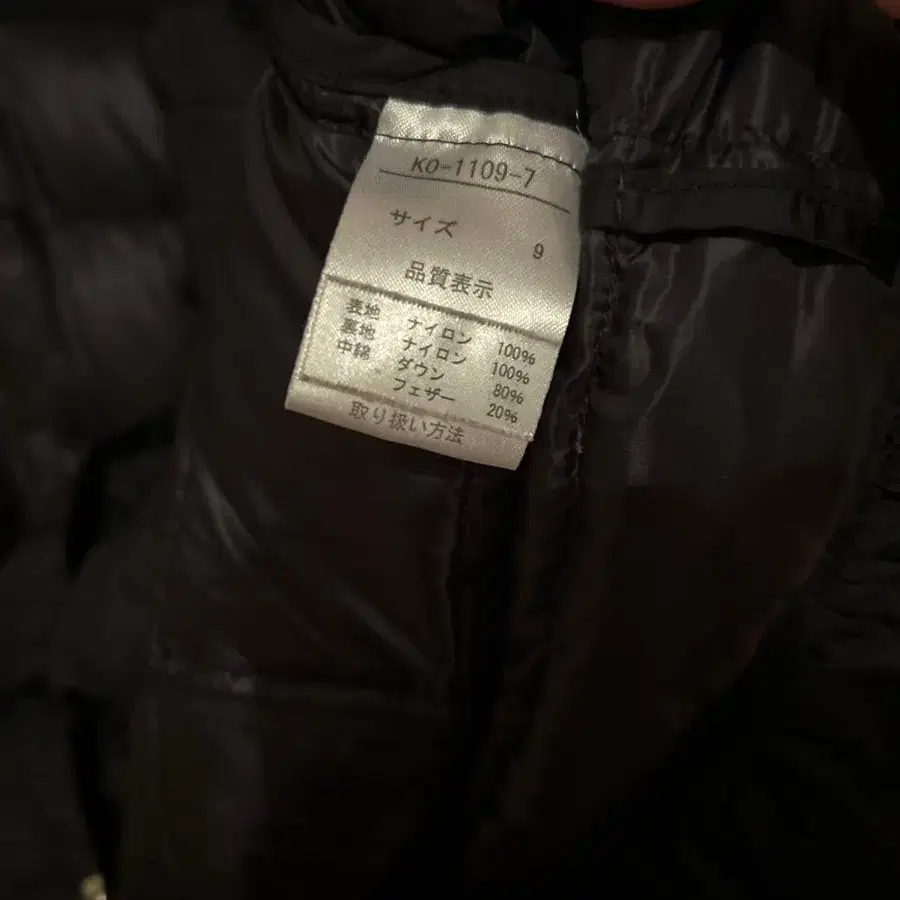 KO-1109-7
サイズ 9
品質表示
表地 ナイロン 100%
裏地 ナイロン 100%
中綿 ダウン 80%
フェザー 20%
取り扱い方法